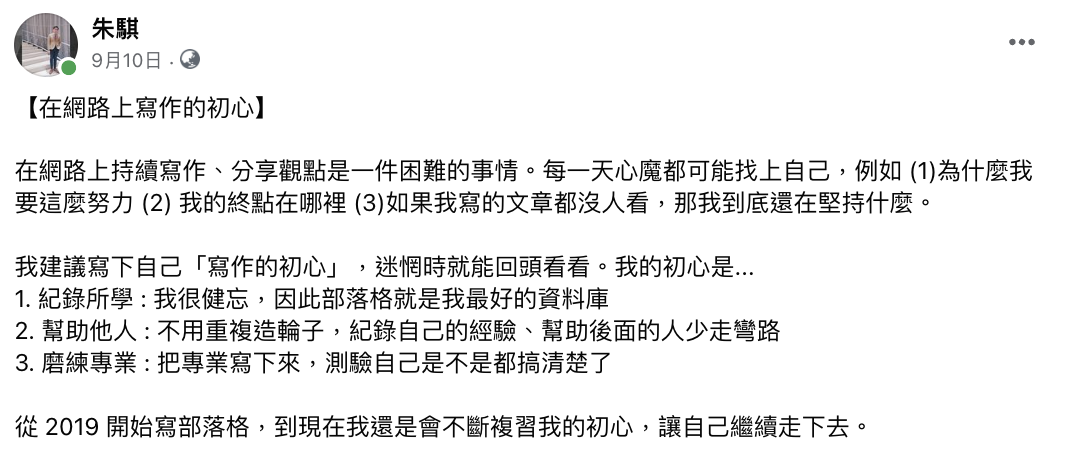 朱騏
9月10日 ·
【在網路上寫作的初心】
在網路上持續寫作、分享觀點是一件困難的事情。每一天心魔都可能找上自己，例如 (1)為什麼我
要這麼努力 (2) 我的終點在哪裡 (3)如果我寫的文章都沒人看，那我到底還在堅持什麼。
我建議寫下自己「寫作的初心」，迷惘時就能回頭看看。我的初心是...
1. 紀錄所學 : 我很健忘，因此部落格就是我最好的資料庫
2. 幫助他人 : 不用重複造輪子，紀錄自己的經驗、幫助後面的人少走彎路
3. 磨練專業 : 把專業寫下來，測驗自己是不是都搞清楚了
從 2019 開始寫部落格，到現在我還是會不斷複習我的初心，讓自己繼續走下去。